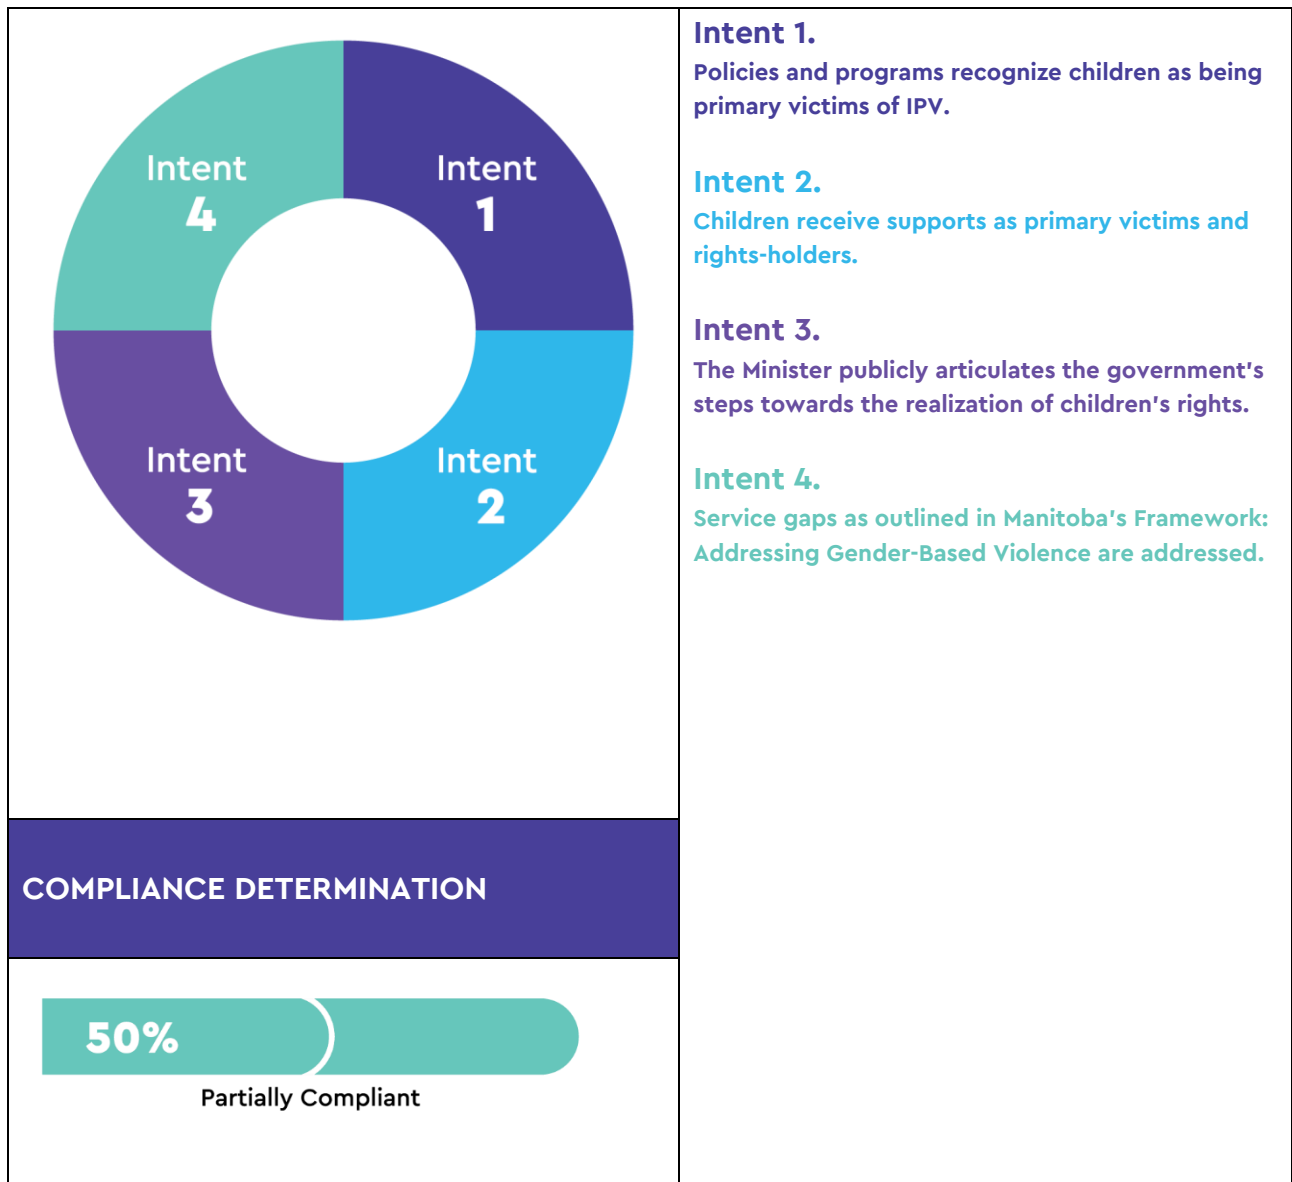 Intent
4
Intent
1
Intent
3
Intent
2
COMPLIANCE DETERMINATION
50%
Partially Compliant
Intent 1.
Policies and programs recognize children as being
primary victims of IPV.
Intent 2.
Children receive supports as primary victims and
rights-holders.
Intent 3.
The Minister publicly articulates the government's
steps towards the realization of children's rights.
Intent 4.
Service gaps as outlined in Manitoba's Framework:
Addressing Gender-Based Violence are addressed.